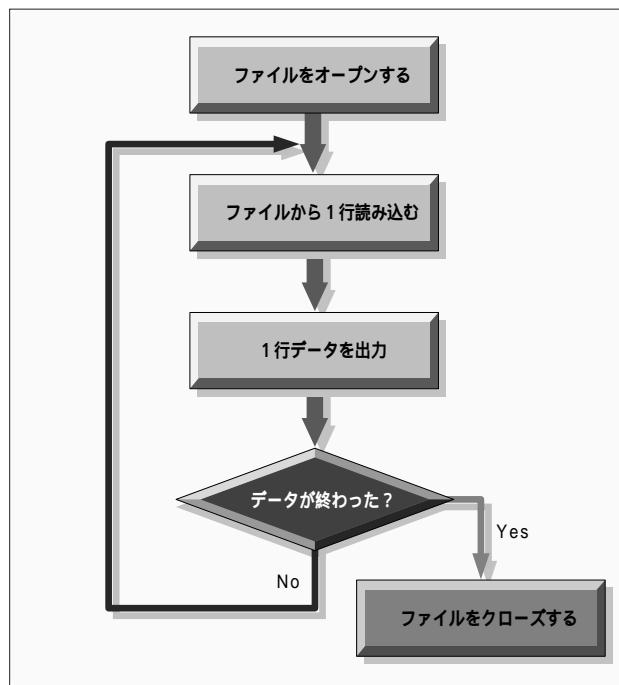 ファイルをオープンする
ファイルから１行読み込む
１行データを出力
データが終わった？
Yes
No
ファイルをクローズする